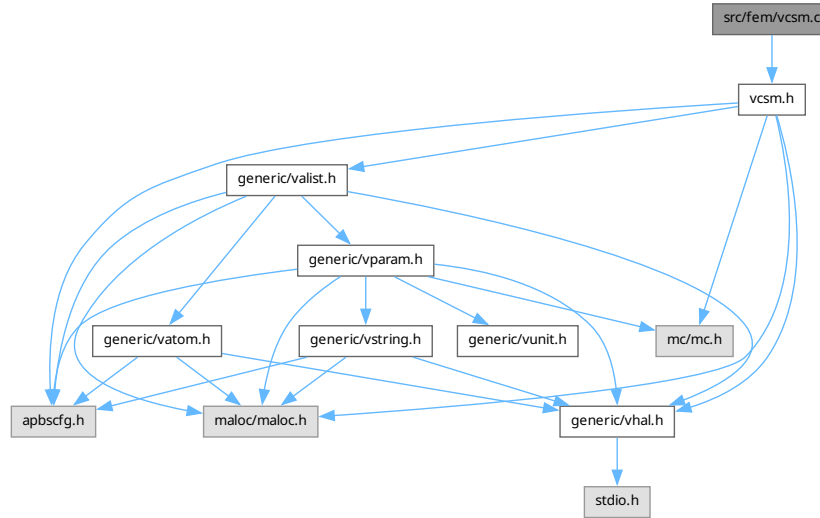 src/fem/vcsm.c
vcsm.h
generic/valist.h
generic/vparam.h
generic/vatom.h
generic/vstring.h
generic/vunit.h
mc/mc.h
apbscfg.h
maloc/maloc.h
generic/vhal.h
stdio.h